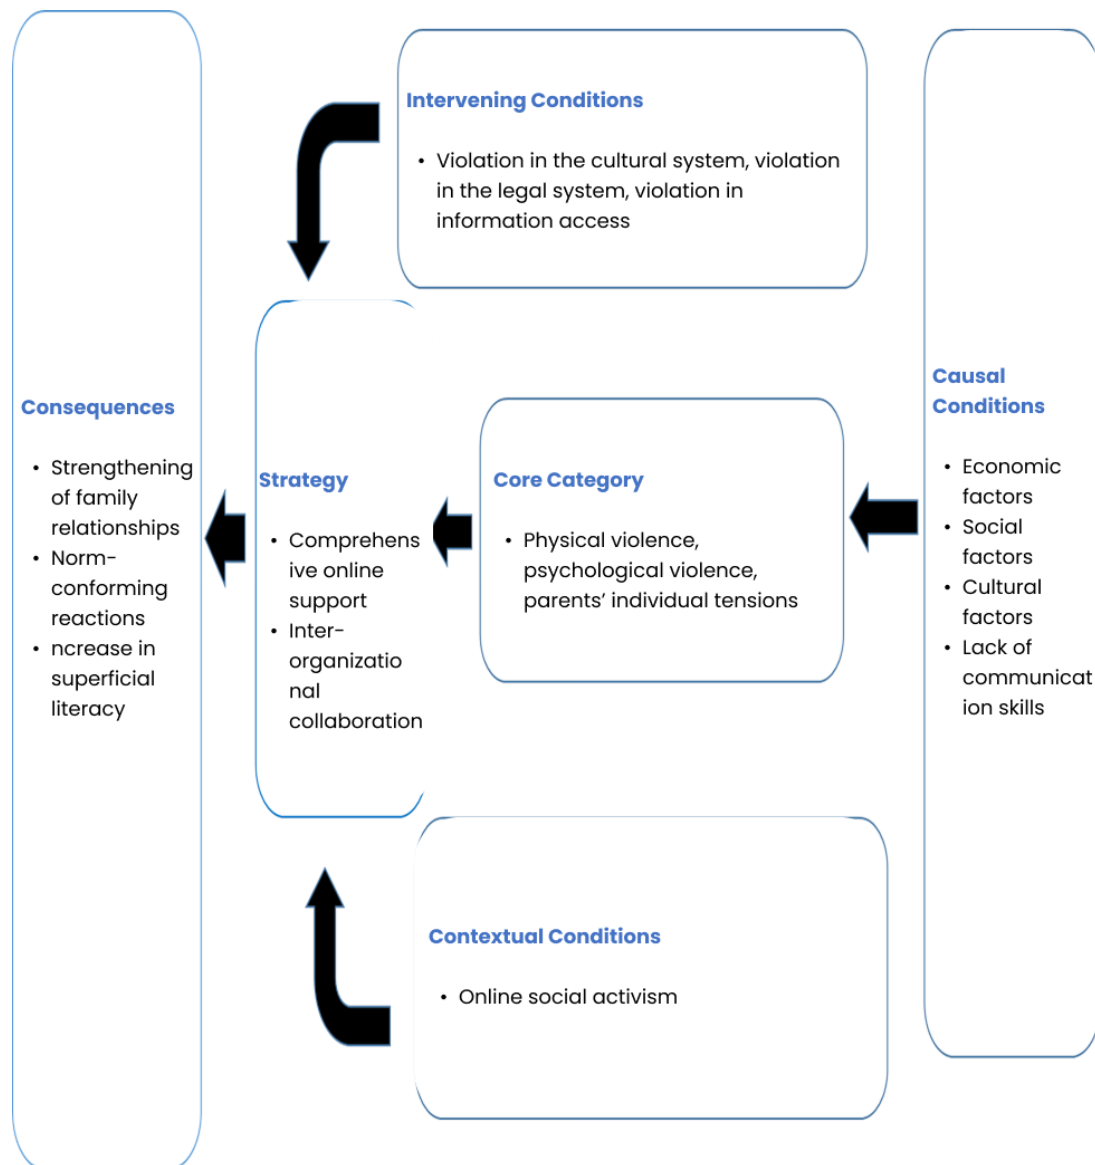 Intervening Conditions
• Violation in the cultural system, violation
in the legal system, violation in
information access
Consequences
• Strengthening
of family
relationships
• Norm-
conforming
reactions
• ncrease in
superficial
literacy
Strategy
• Comprehens
ive online
support
• Inter-
organizatio
nal
collaboration
Core Category
• Physical violence,
psychological violence,
parents’ individual tensions
Causal
Conditions
• Economic
factors
• Social
factors
• Cultural
factors
• Lack of
communicat
ion skills
Contextual Conditions
• Online social activism